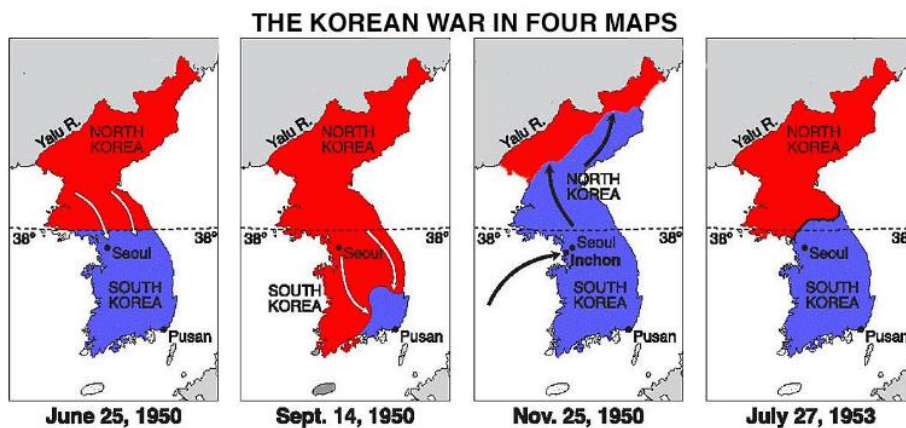 THE KOREAN WAR IN FOUR MAPS
Yalu R.
NORTH
KOREA
38°
38°
Seoul
SOUTH
KOREA
Pusan
June 25, 1950
Yalu R.
NORTH
KOREA
38°
Seoul
SOUTH
KOREA
Pusan
Sept. 14, 1950
Yalu R.
NORTH
KOREA
38°
Seoul
Inchon
SOUTH
KOREA
Pusan
Nov. 25, 1950
Yalu R.
NORTH
KOREA
38°
Seoul
SOUTH
KOREA
Pusan
July 27, 1953